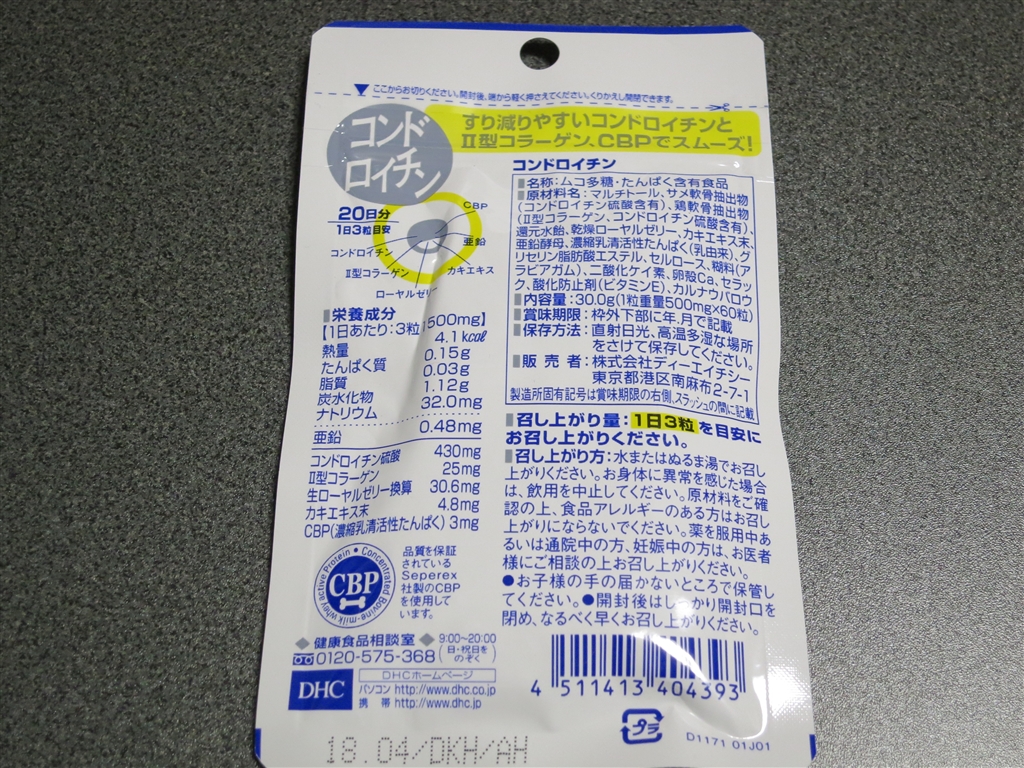 ここからお切りください。開封後、端から軽く押さえてください。くりかえし開閉できます。
コンド
ロイチン
すり減りやすいコンドロイチンと
Ⅱ型コラーゲン、CBPでスムーズ!
20日分
1日3粒目安
CBP
亜鉛
カキエキス
ローヤルゼリー
Ⅱ型コラーゲン
コンドロイチン
栄養成分
【1日あたり:3粒1500mg】
熱量 4.1kcal
たんぱく質 0.15g
脂質 0.03g
炭水化物 1.12g
ナトリウム 32.0mg
亜鉛 0.48mg
コンドロイチン硫酸 430mg
Ⅱ型コラーゲン 25mg
生ローヤルゼリー換算 30.6mg
カキエキス末 4.8mg
CBP(濃縮乳清活性たんぱく) 3mg
Concentrated Bovine-milk whey active Protein
CBP
品質を保証
されている
Seperex
社製のCBP
を使用して
います。
健康食品相談室
0120-575-368
9:00~20:00
(日・祝日を
のぞく)
DHC
DHCホームページ
パソコン http://www.dhc.co.jp
携帯 http://www.dhc.jp
18.04/DKH/AH
コンドロイチン
名称:ムコ多糖・たんぱく含有食品
原材料名:マルチトール、サメ軟骨抽出物
(コンドロイチン硫酸含有)、鶏軟骨抽出物
(Ⅱ型コラーゲン、コンドロイチン硫酸含有)、
還元水飴、乾燥ローヤルゼリー、カキエキス末、
亜鉛酵母、濃縮乳清活性たんぱく(乳由来)、グ
リセリン脂肪酸エステル、セルロース、糊料(ア
ラビアガム)、二酸化ケイ素、卵殻Ca、セラッ
ク、酸化防止剤(ビタミンE)、カルナウバロウ
内容量:30.0g(1粒重量500mg×60粒)
賞味期限:枠外下部に年、月で記載
保存方法:直射日光、高温多湿な場所
をさけて保存してください。
販売者:株式会社ディーエイチシー
東京都港区南麻布2-7-1
製造所固有記号は賞味期限の右側、スラッシュの間に記載
召し上がり量:1日3粒を目安に
お召し上がりください。
召し上がり方:水またはぬるま湯でお召し
上がりください。お身体に異常を感じた場合
は、飲用を中止してください。原材料をご確
認の上、食品アレルギーのある方はお召し
上がりにならないでください。薬を服用中あ
るいは通院中の方、妊娠中の方は、お医者
様にご相談の上お召し上がりください。
●お子様の手の届かないところで保管し
てください。●開封後はしっかり開封口を
閉め、なるべく早くお召し上がりください。
4 511413 404393
プラ
D1171 01J01